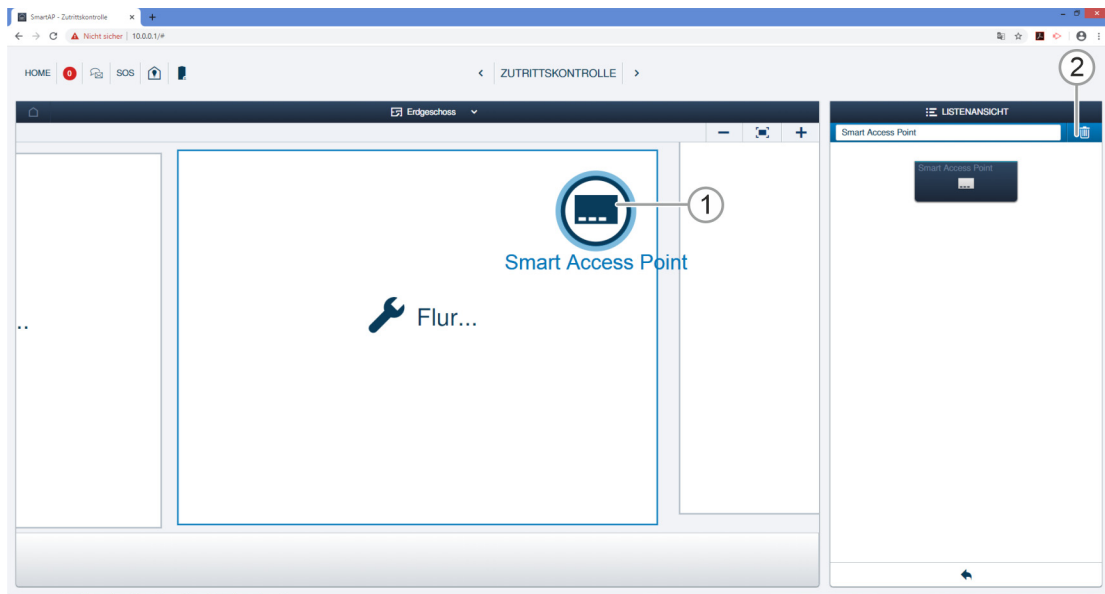 SmartAP - Zutrittskontrolle
Nicht sicher | 10.0.0.1/#
HOME 0 SOS ZUTRITTSKONTROLLE
2
Erdgeschoss
LISTENANSICHT
Smart Access Point
Smart Access Point
1
Smart Access Point
Flur...
..